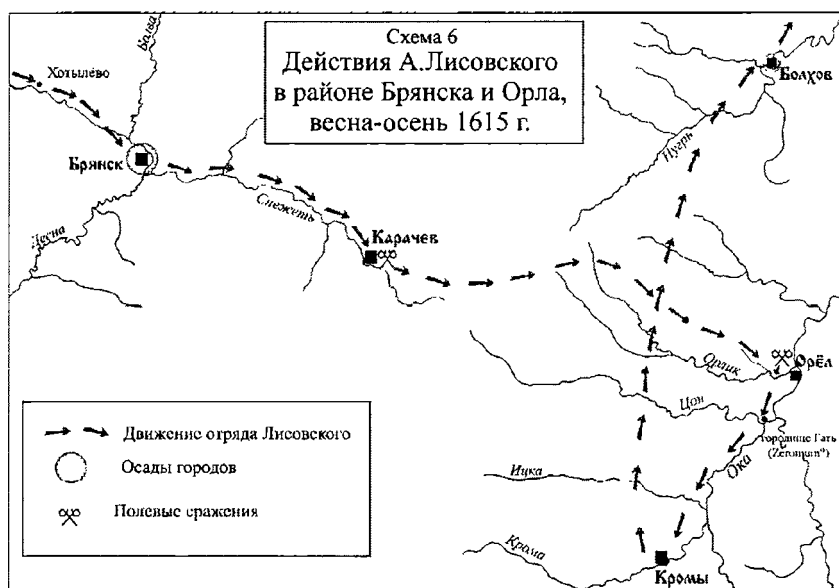 Схема 6
Действия А.Лисовского
в районе Брянска и Орла,
весна-осень 1615 г.
Хотылёво
Болва
Болхов
Брянск
Нугрь
Снежеть
Десна
Карачев
Орлик
Орёл
Цон
городище Гать
Ока
Ицка
Крома
Кромы
Движение отряда Лисовского
Осады городов
Полевые сражения